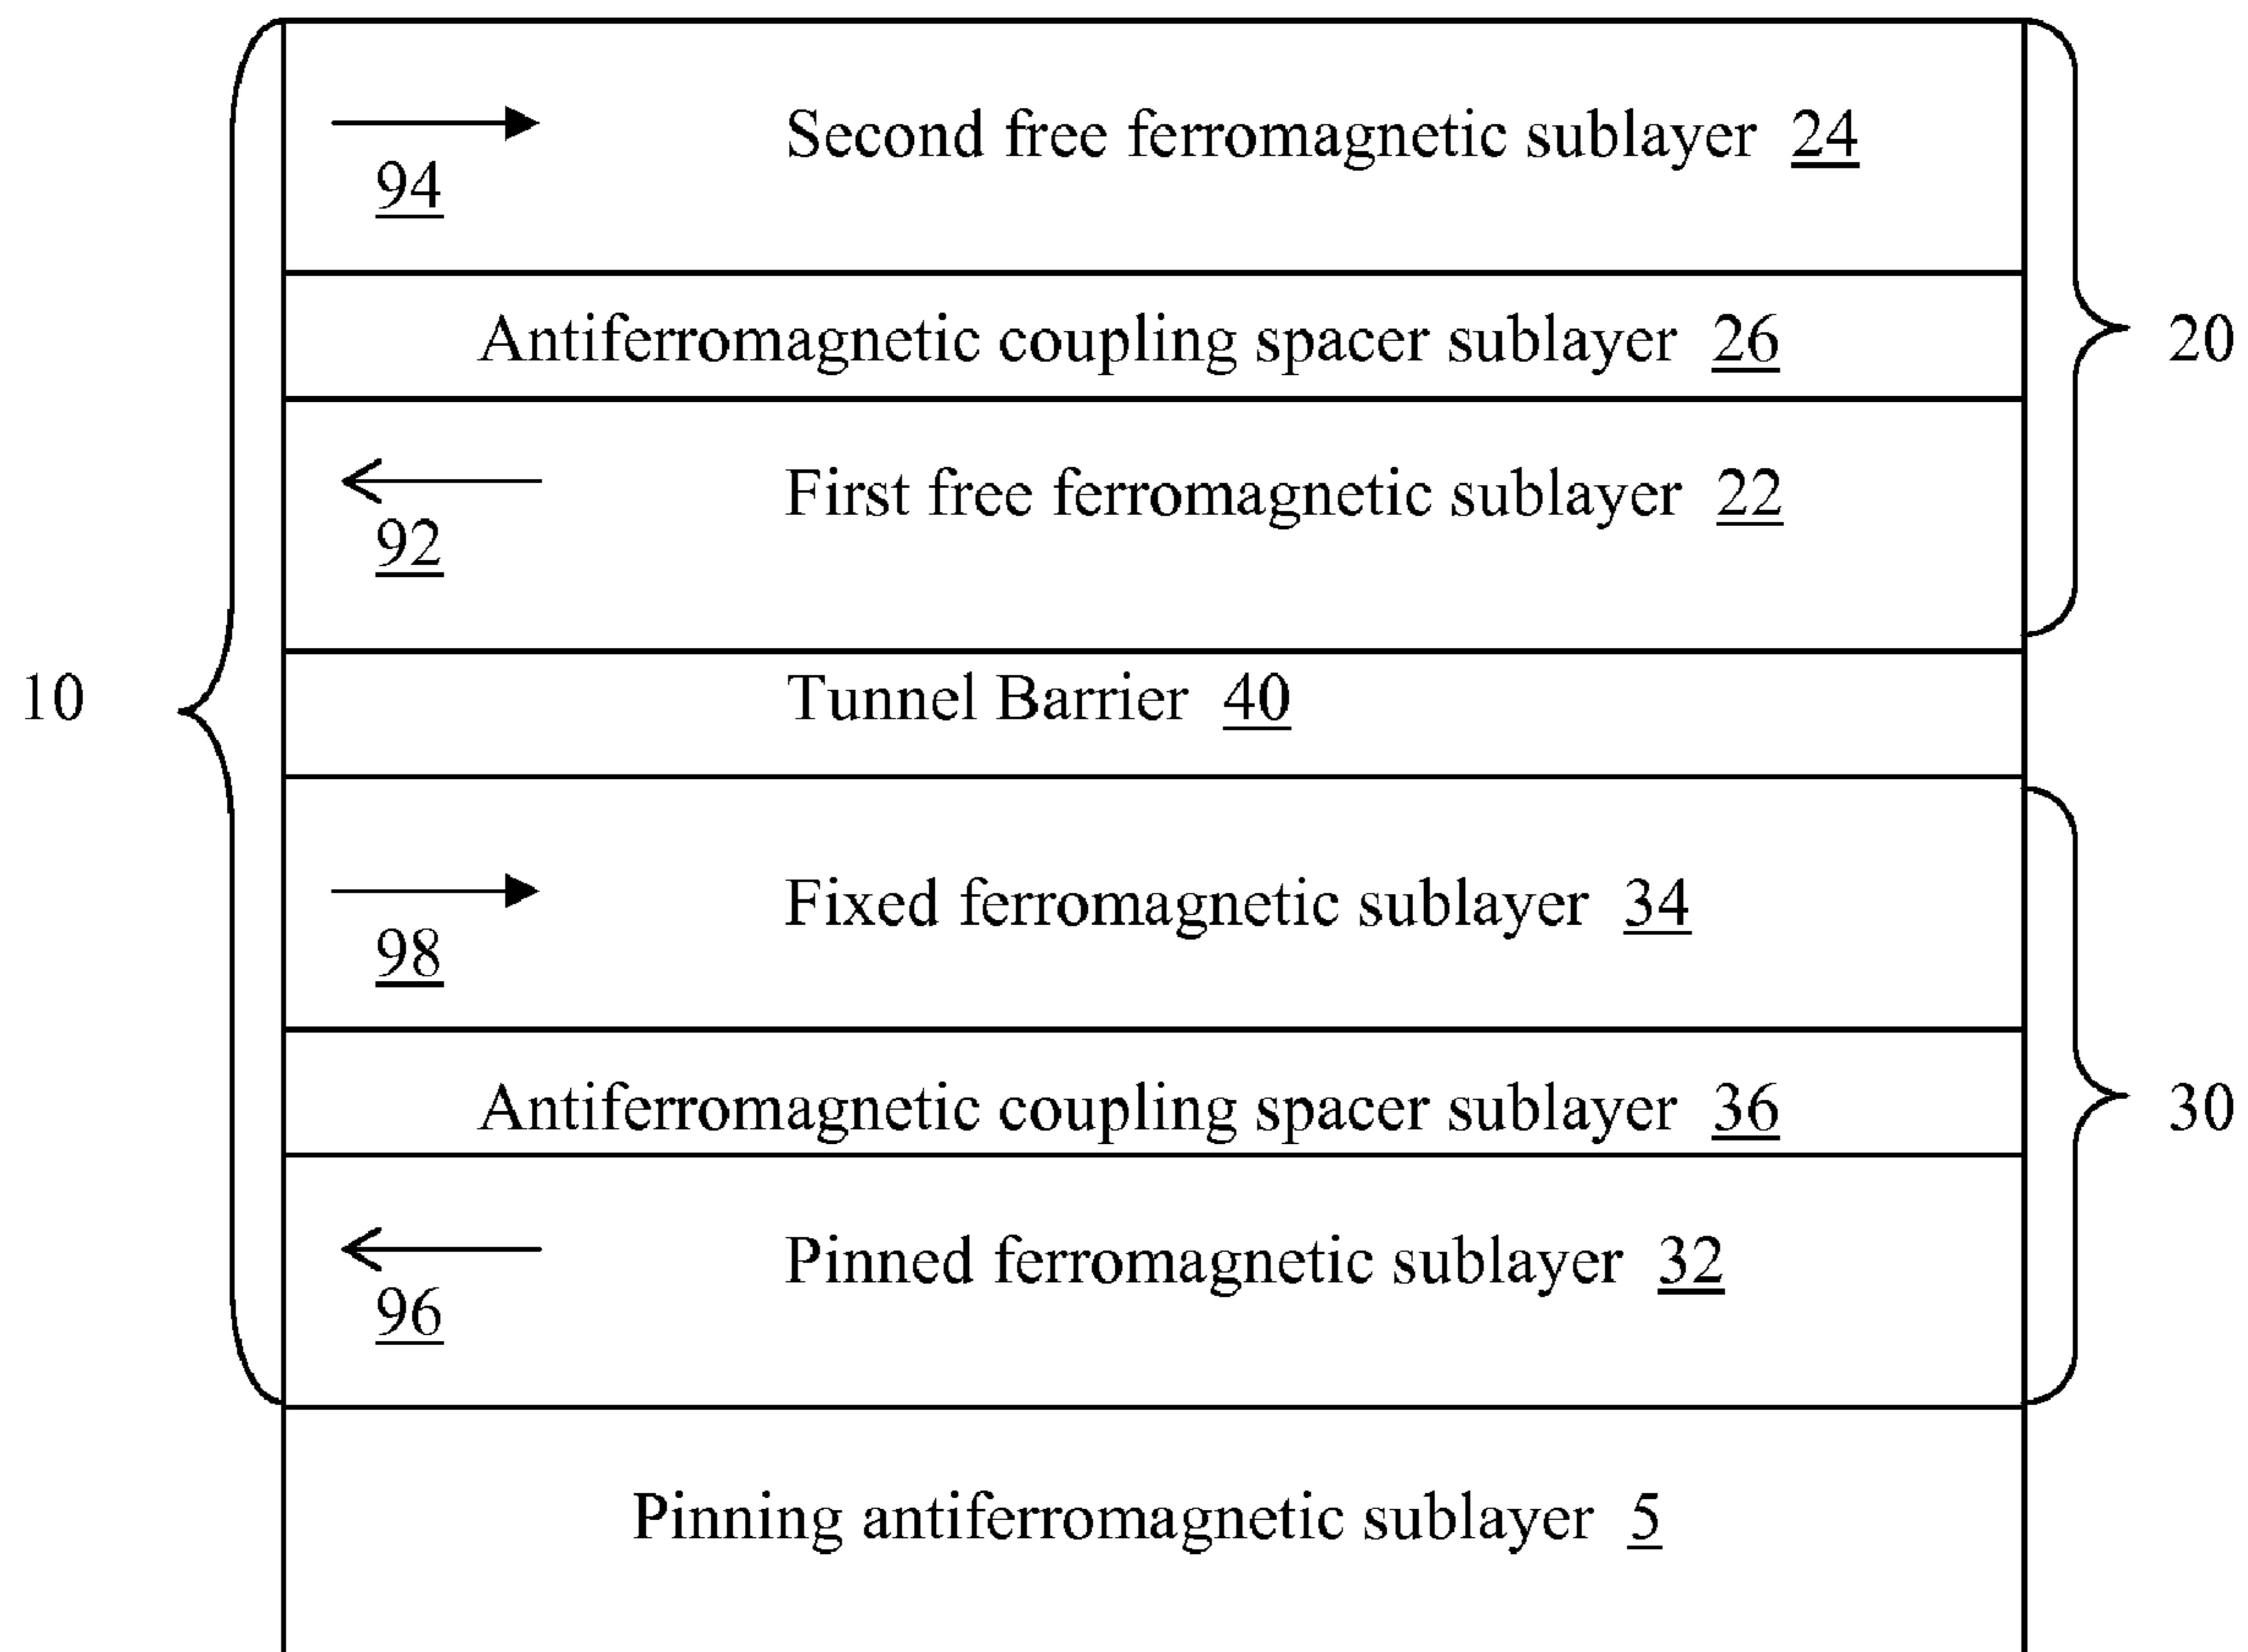 Second free ferromagnetic sublayer 24
94
Antiferromagnetic coupling spacer sublayer 26
20
First free ferromagnetic sublayer 22
92
10
Tunnel Barrier 40
Fixed ferromagnetic sublayer 34
98
Antiferromagnetic coupling spacer sublayer 36
30
Pinned ferromagnetic sublayer 32
96
Pinning antiferromagnetic sublayer 5